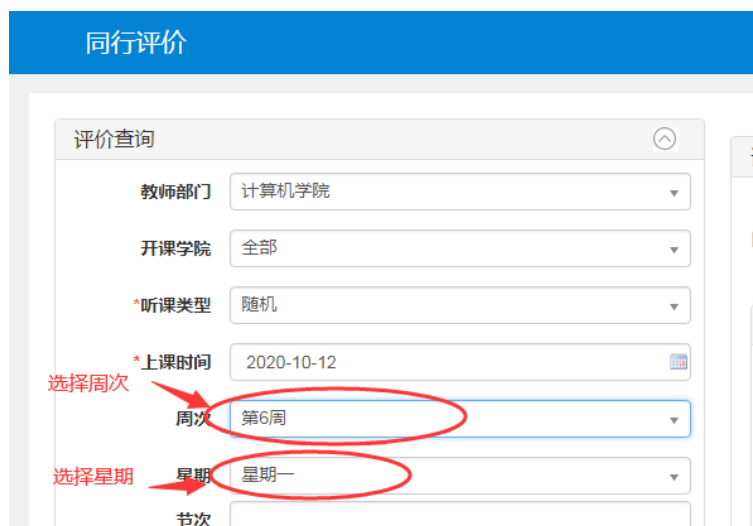 同行评价
评价查询
教师部门 计算机学院
开课学院 全部
*听课类型 随机
*上课时间 2020-10-12
选择周次
周次 第6周
选择星期 星期 星期一
节次